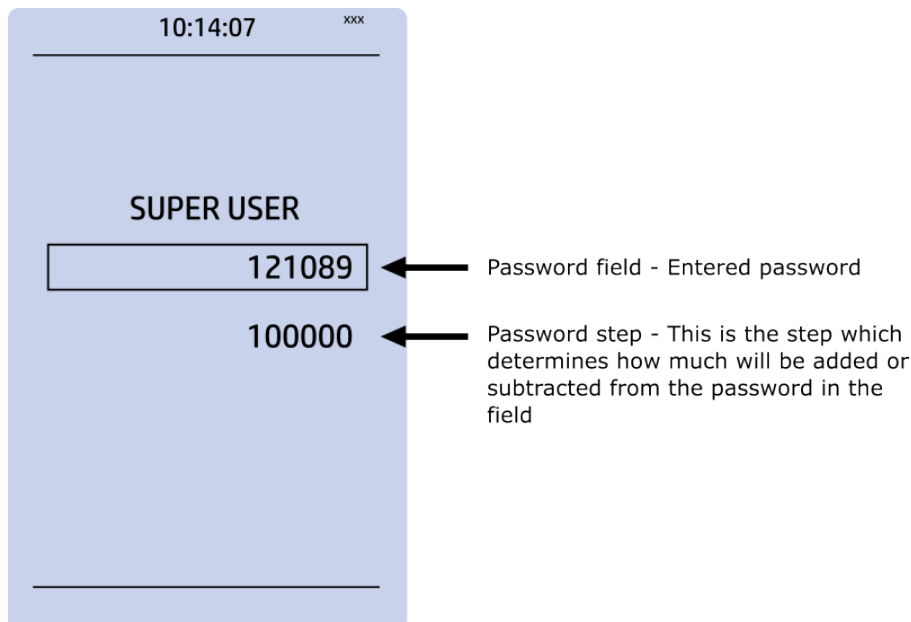 10:14:07 xxx
SUPER USER
121089
Password field - Entered password
100000
Password step - This is the step which
determines how much will be added or
subtracted from the password in the
field